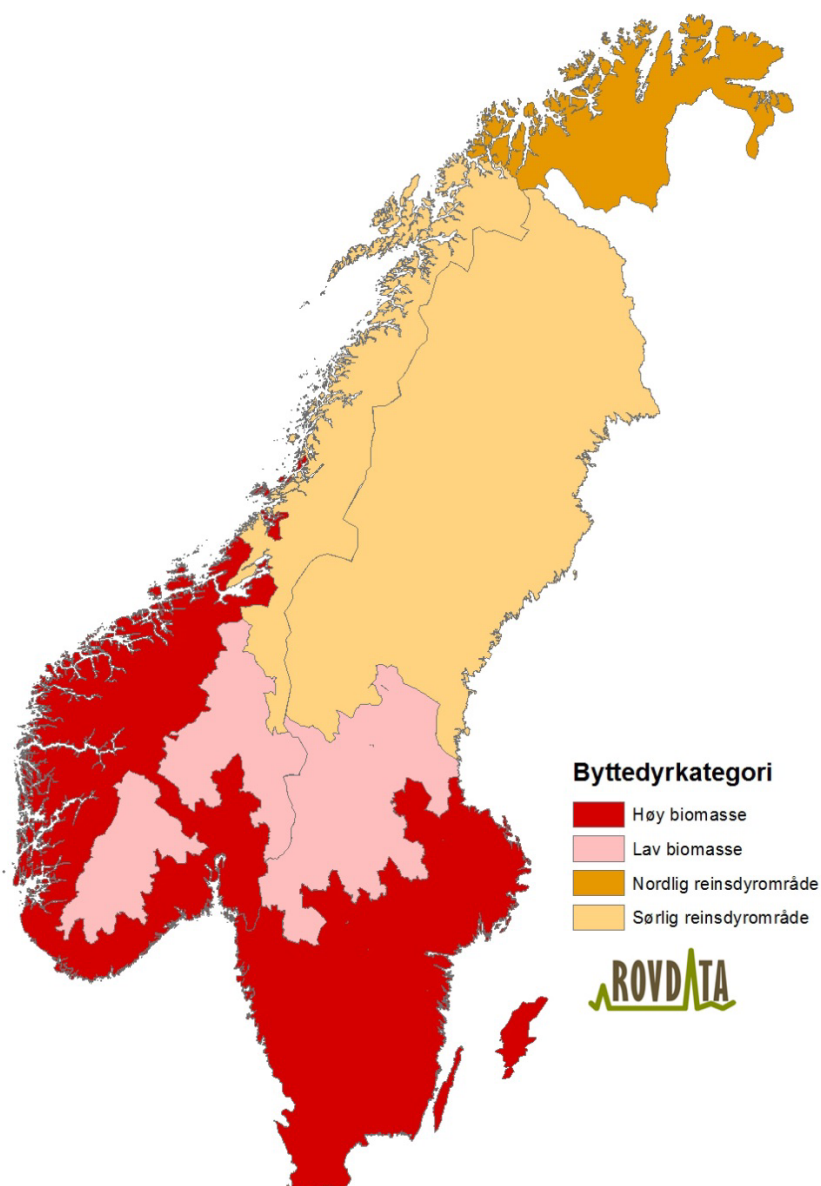 Byttedyrkategori
Høy biomasse
Lav biomasse
Nordlig reinsdyrområde
Sørlig reinsdyrområde
ROVDATA